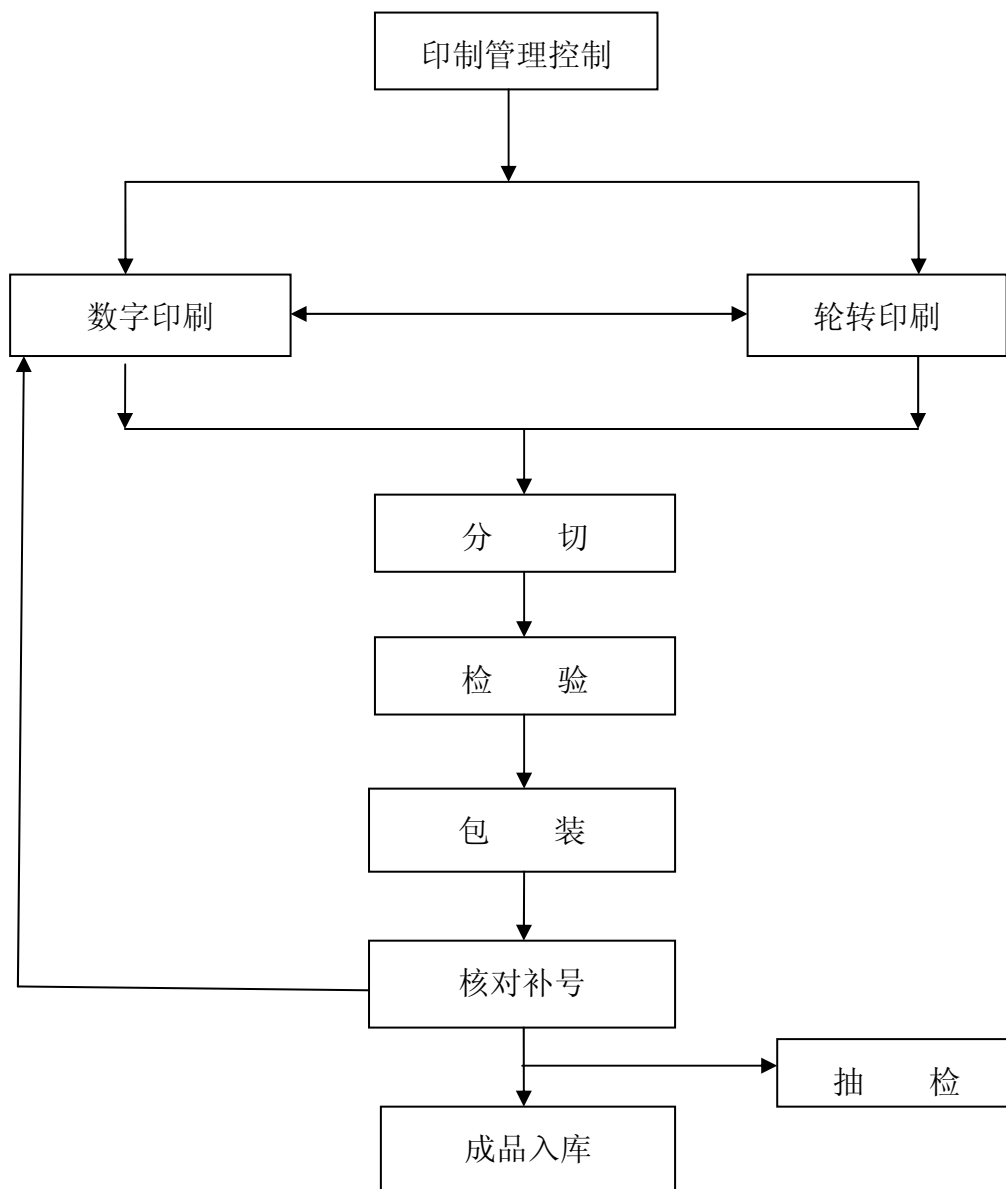 印制管理控制
数字印刷
轮转印刷
分 切
检 验
包 装
核对补号
抽 检
成品入库